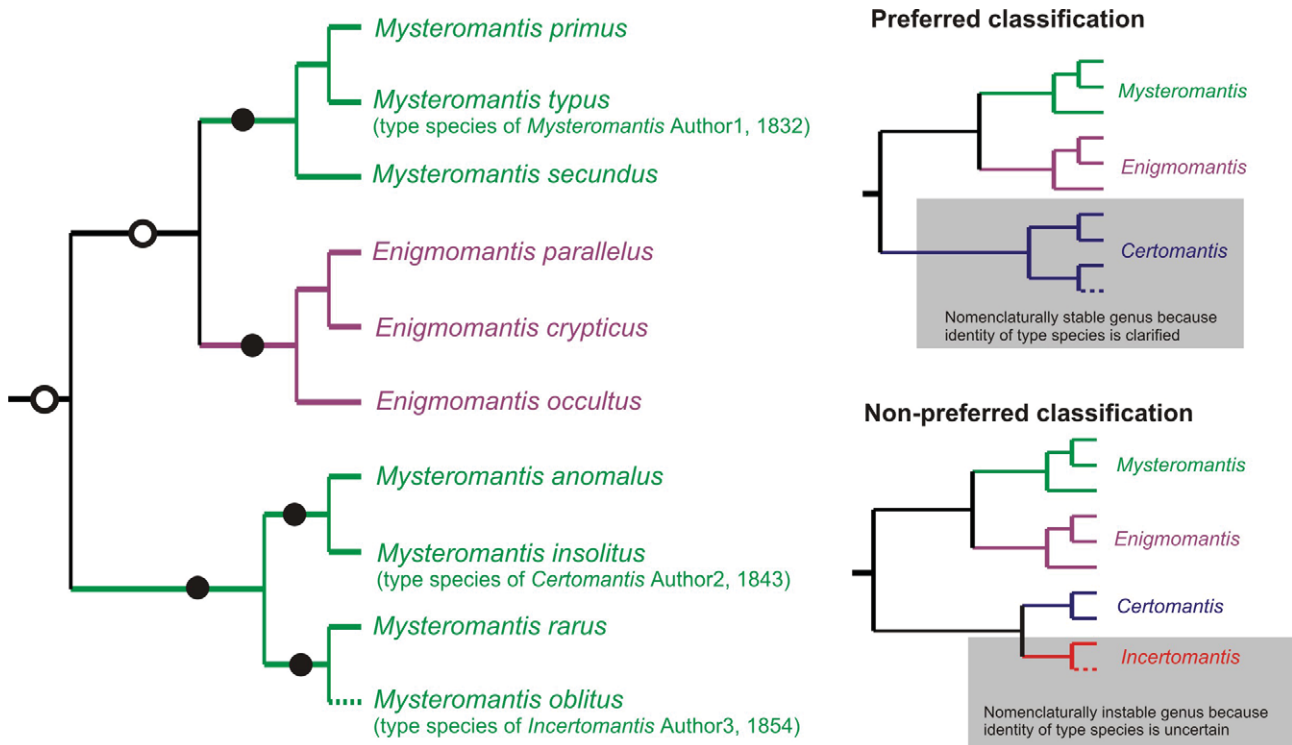 Mysteromantis primus
Mysteromantis typus
(type species of Mysteromantis Author1, 1832)
Mysteromantis secundus
Enigmomantis parallelus
Enigmomantis crypticus
Enigmomantis occultus
Mysteromantis anomalus
Mysteromantis insolitus
(type species of Certomantis Author2, 1843)
Mysteromantis rarus
Mysteromantis oblitus
(type species of Incertomantis Author3, 1854)
Preferred classification
Mysteromantis
Enigmomantis
Certomantis
Nomenclaturally stable genus because
identity of type species is clarified
Non-preferred classification
Mysteromantis
Enigmomantis
Certomantis
Incertomantis
Nomenclaturally instable genus because
identity of type species is uncertain